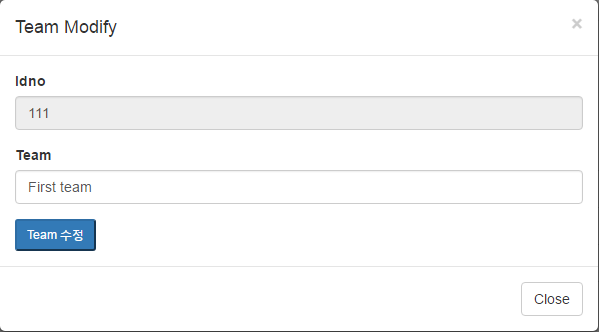 Team Modify
×
Idno
111
Team
First team
Team 수정
Close